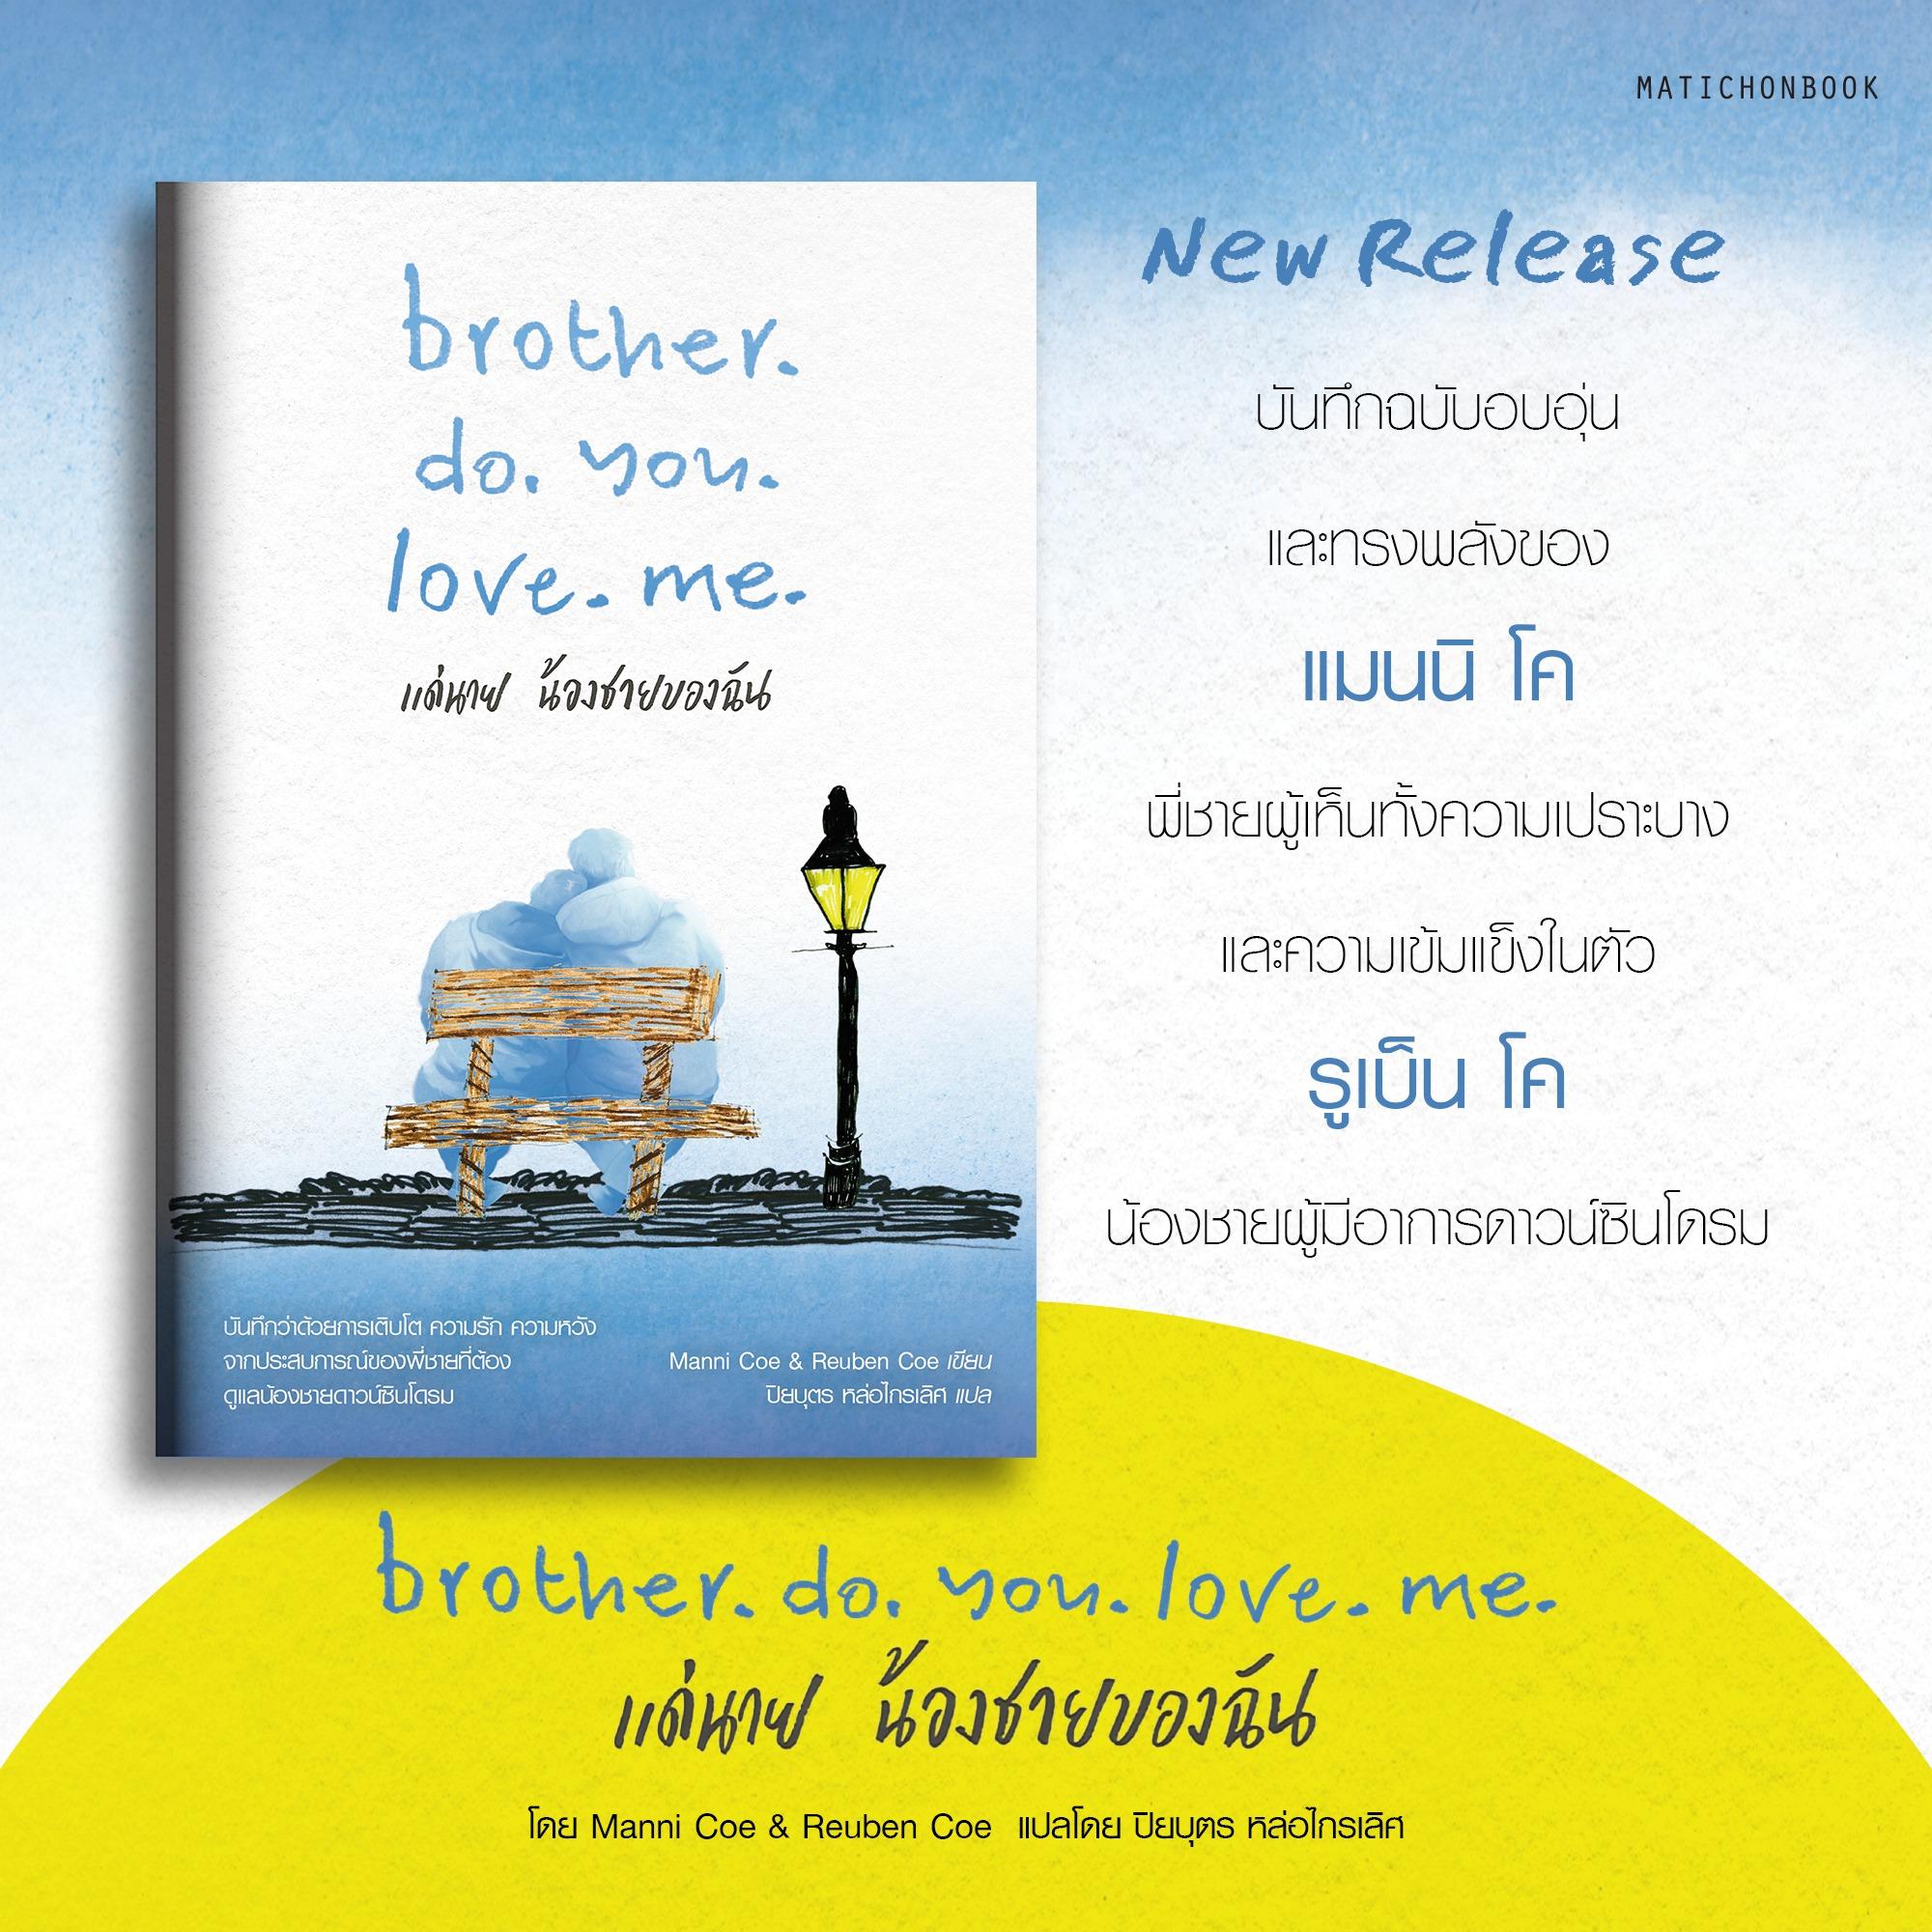 MATICHONBOOK
brother.
do. you.
love. me.
แด่นาย น้องชายของฉัน
บันทึกว่าด้วยการเติบโต ความรัก ความหวัง
จากประสบการณ์ของพี่ชายที่ต้อง
ดูแลน้องชายดาวน์ซินโดรม
Manni Coe & Reuben Coe เขียน
ปิยบุตร หล่อไกรเลิศ แปล
New Release
บันทึกฉบับอบอุ่น
และทรงพลังของ
แมนนิ โค
พี่ชายผู้เห็นทั้งความเปราะบาง
และความเข้มแข็งในตัว
รูเบ็น โค
น้องชายผู้มีอาการดาวน์ซินโดรม
brother. do. you. love. me.
แด่นาย น้องชายของฉัน
โดย Manni Coe & Reuben Coe แปลโดย ปิยบุตร หล่อไกรเลิศ